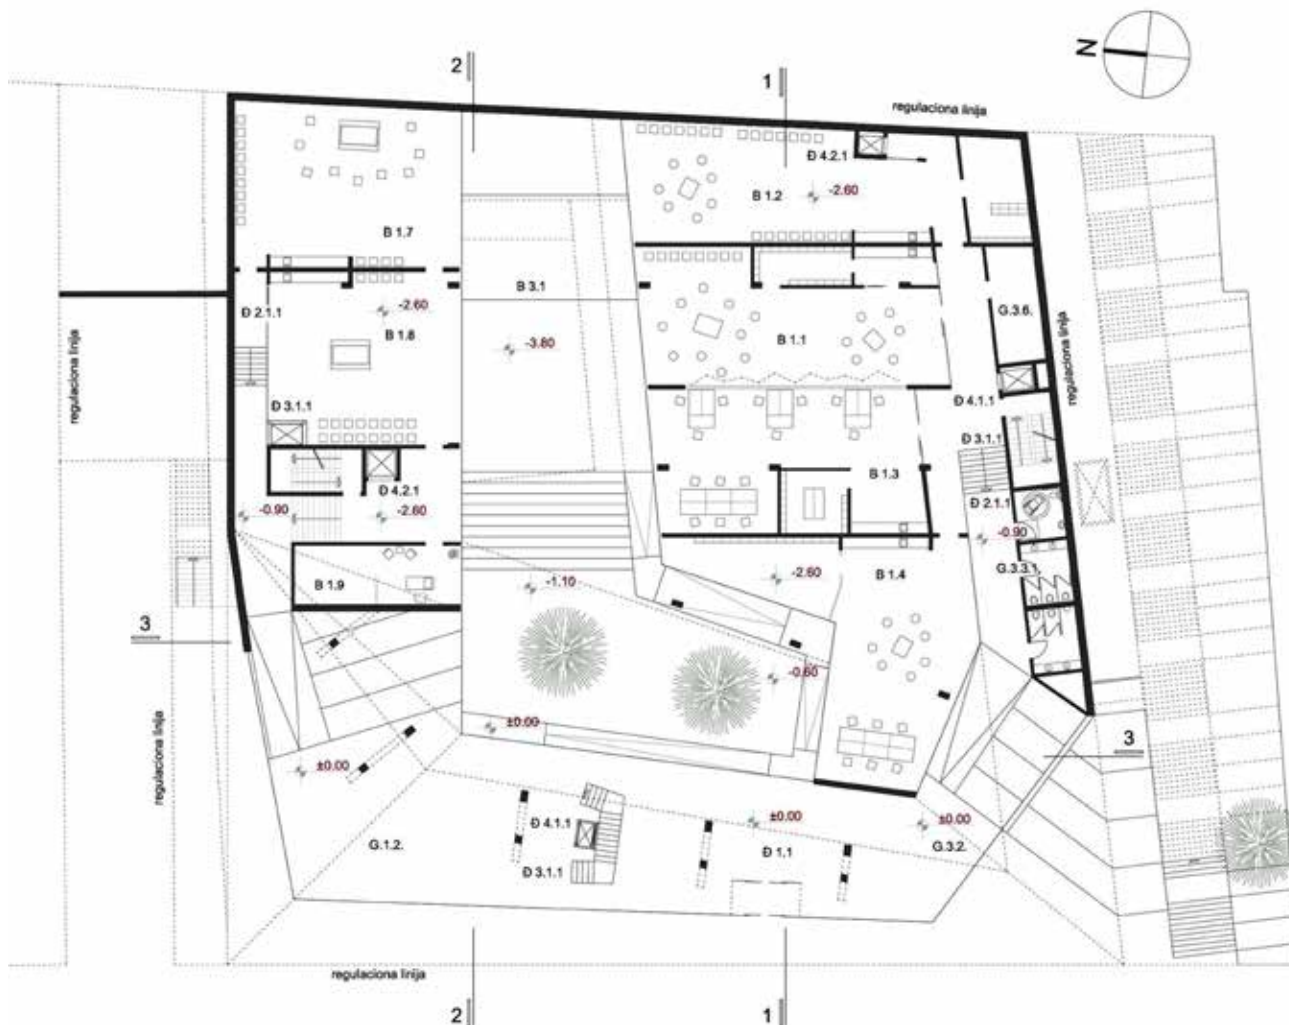 N
2
1
regulaciona linija
Đ 4.2.1
B 1.2
-2.60
B 1.7
B 3.1
-2.60
Đ 2.1.1
B 1.8
G.3.6.
regulaciona linija
B 1.1
-3.80
regulaciona linija
Đ 3.1.1
Đ 4.1.1
Đ 3.1.1
B 1.3
Đ 4.2.1
-0.90
-2.60
Đ 2.1.1
-0.90
B 1.9
-1.10
-2.60
B 1.4
G.3.3.1.
3
-0.60
±0.00
3
±0.00
regulaciona linija
Đ 4.1.1
±0.00
±0.00
G.1.2.
Đ 1.1
G.3.2.
Đ 3.1.1
regulaciona linija
2
1